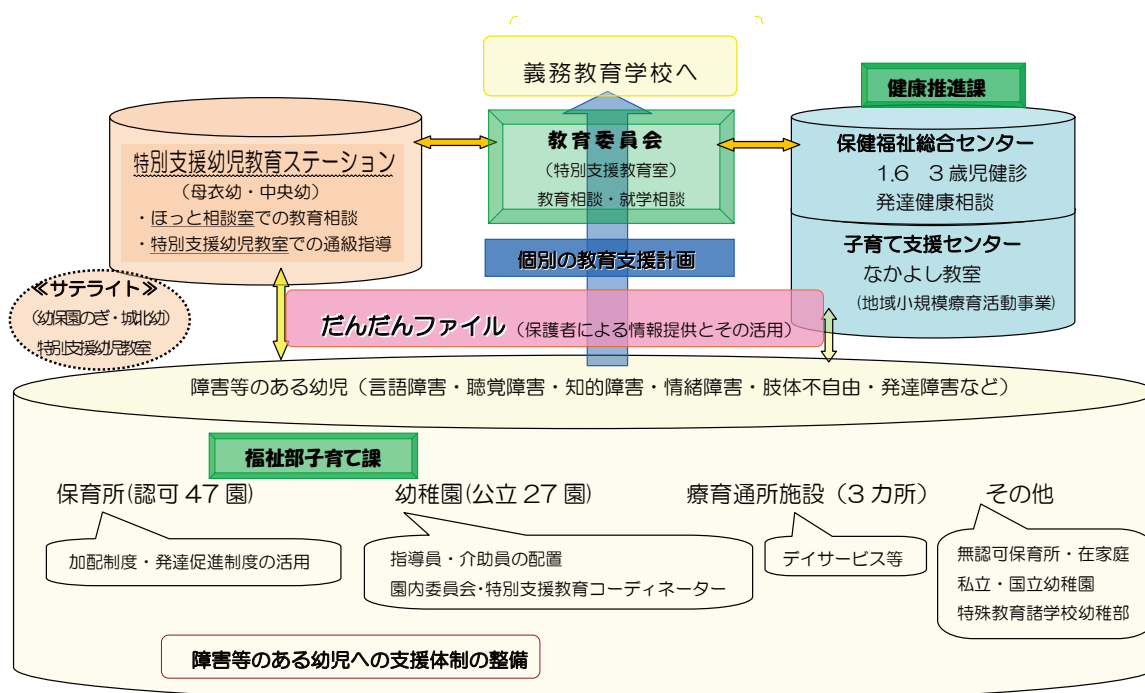 義務教育学校へ
健康推進課
特別支援幼児教育ステーション
(母衣幼・中央幼)
・ほっと相談室での教育相談
・特別支援幼児教室での通級指導
教育委員会
(特別支援教育室)
教育相談・就学相談
保健福祉総合センター
1.6 3歳児健診
発達健康相談
子育て支援センター
なかよし教室
(地域小規模療育活動事業)
個別の教育支援計画
≪サテライト≫
(幼保園のぎ・城北幼)
特別支援幼児教室
だんだんファイル(保護者による情報提供とその活用)
障害等のある幼児(言語障害・聴覚障害・知的障害・情緒障害・肢体不自由・発達障害など)
福祉部子育て課
保育所(認可47園)
加配制度・発達促進制度の活用
幼稚園(公立27園)
指導員・介助員の配置
園内委員会・特別支援教育コーディネーター
療育通所施設(3カ所)
デイサービス等
その他
無認可保育所・在家庭
私立・国立幼稚園
特殊教育諸学校幼稚部
障害等のある幼児への支援体制の整備